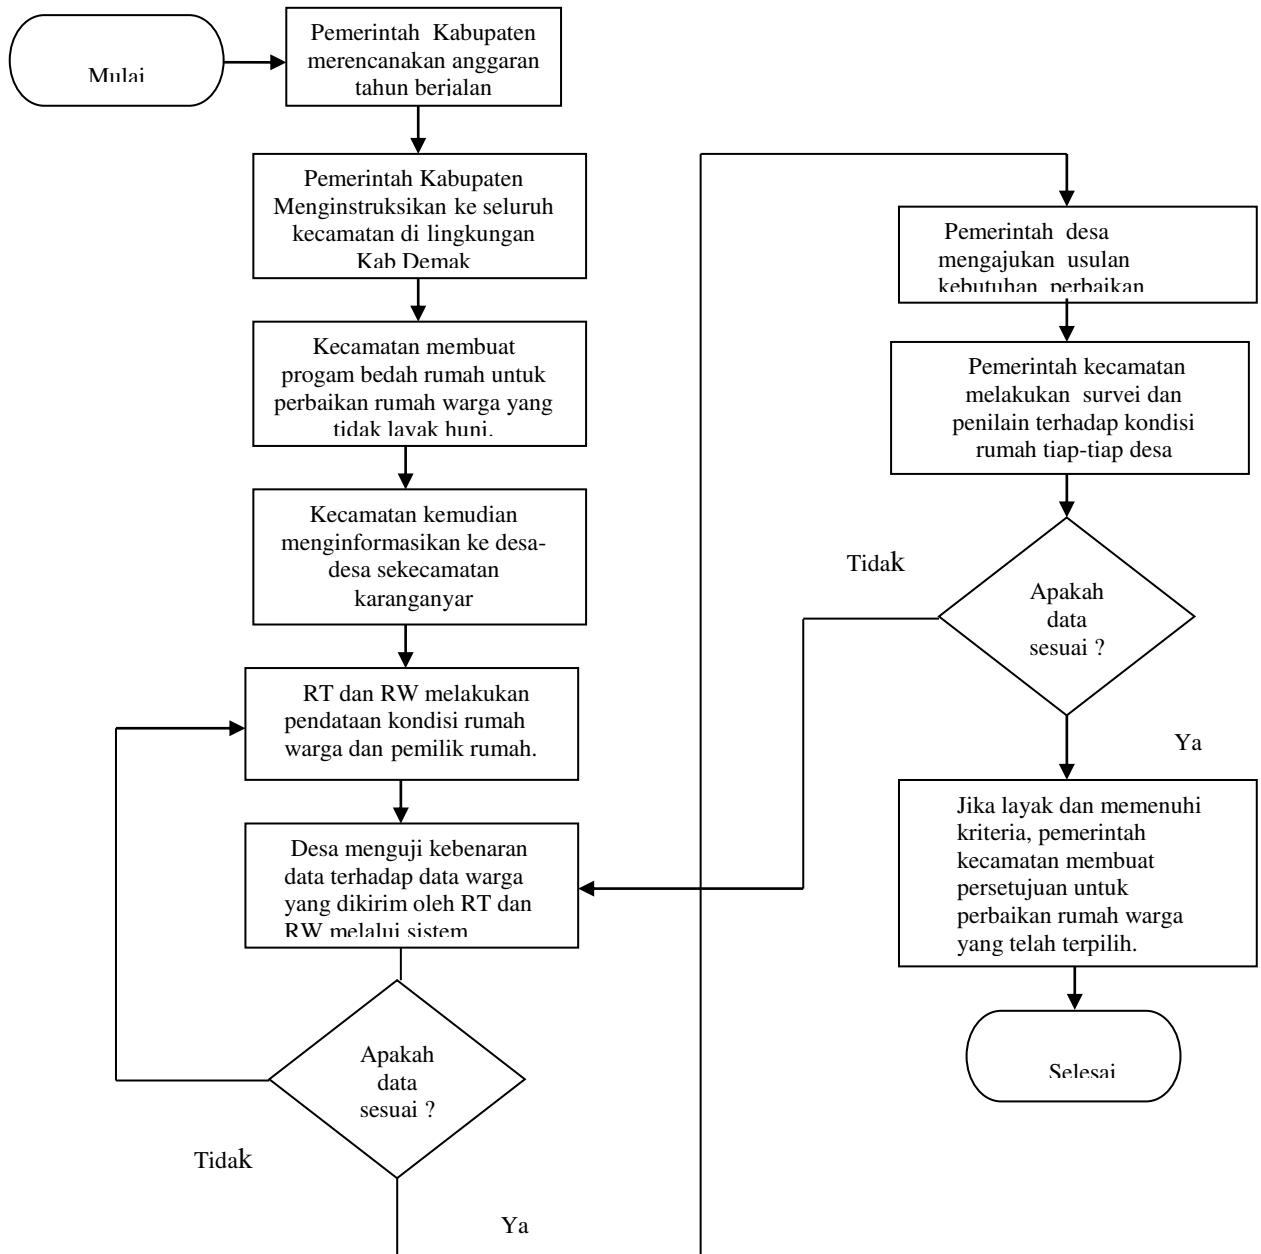 Mulai
Pemerintah Kabupaten
merencanakan anggaran
tahun berjalan
Pemerintah Kabupaten
Menginstruksikan ke seluruh
kecamatan di lingkungan
Kab Demak
Kecamatan membuat
progam bedah rumah untuk
perbaikan rumah warga yang
tidak layak huni.
Kecamatan kemudian
menginformasikan ke desa-
desa sekecamatan
karanganyar
RT dan RW melakukan
pendataan kondisi rumah
warga dan pemilik rumah.
Desa menguji kebenaran
data terhadap data warga
yang dikirim oleh RT dan
RW melalui sistem
Apakah
data
sesuai ?
Tidak
Ya
Pemerintah desa
mengajukan usulan
kebutuhan perbaikan
Pemerintah kecamatan
melakukan survei dan
penilain terhadap kondisi
rumah tiap-tiap desa
Apakah
data
sesuai ?
Tidak
Ya
Jika layak dan memenuhi
kriteria, pemerintah
kecamatan membuat
persetujuan untuk
perbaikan rumah warga
yang telah terpilih.
Selesai